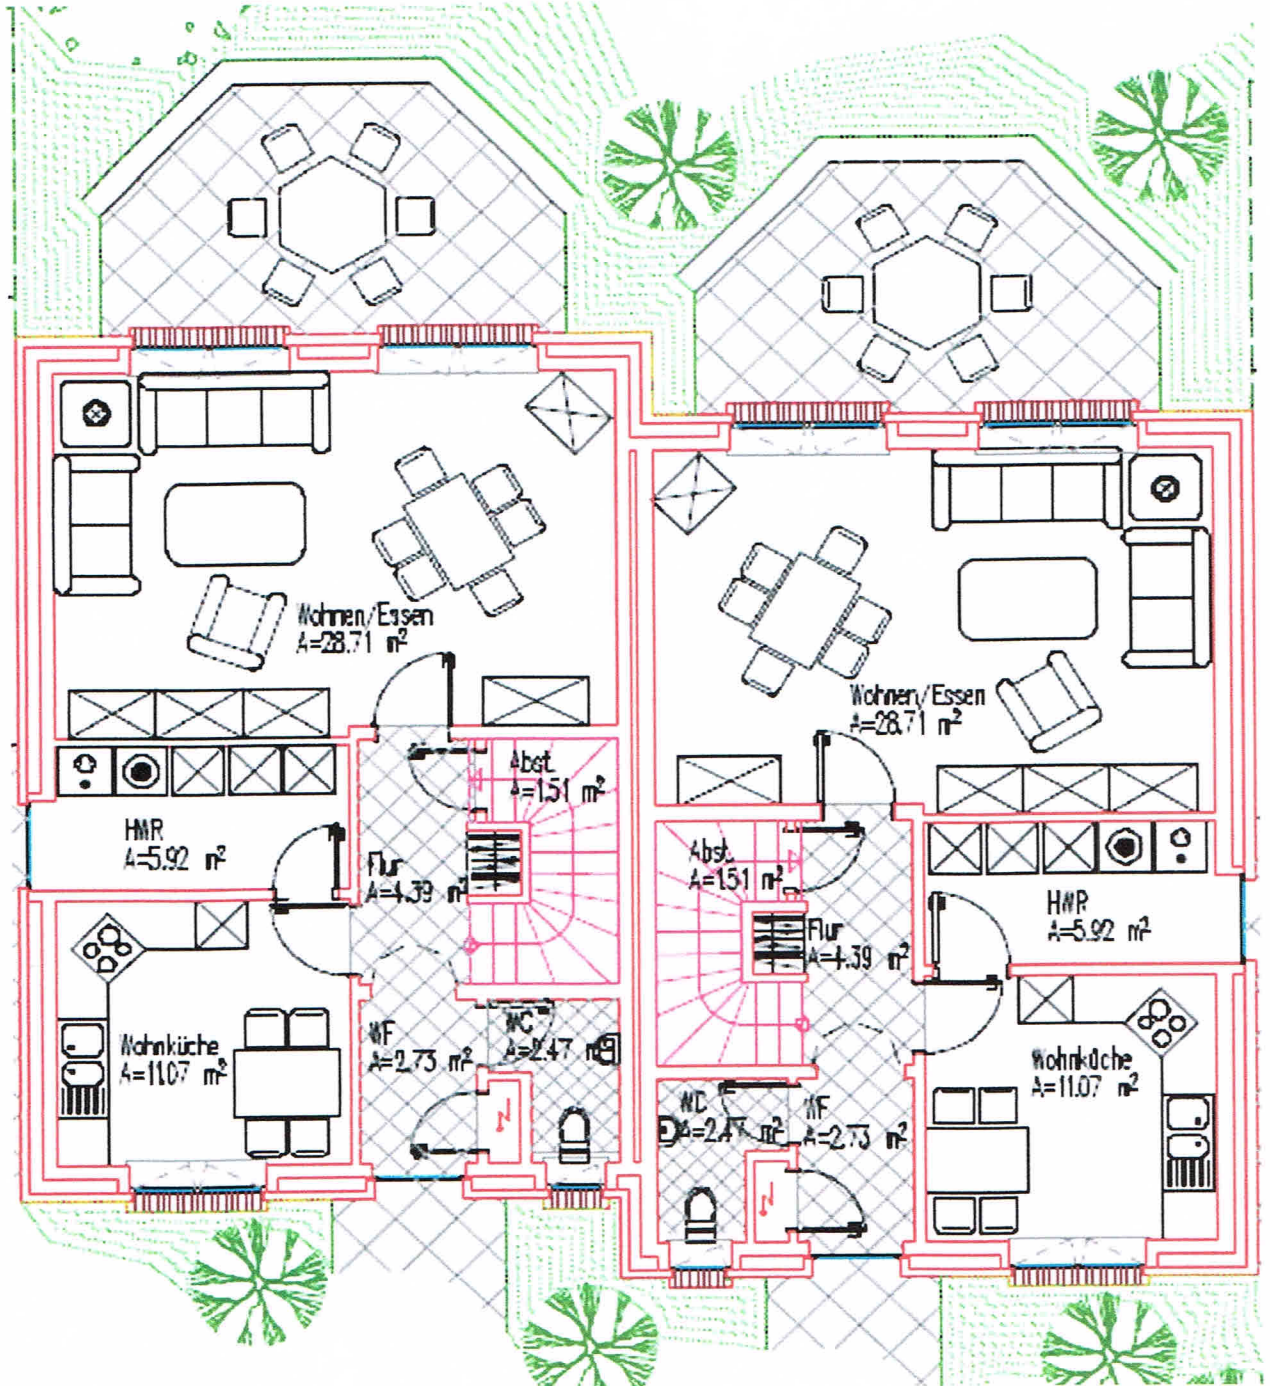 Wohnen/Essen
A=28.71 m²
Abst.
A=1.51 m²
HWR
A=5.92 m²
Flur
A=4.39 m²
Wohnküche
A=11.07 m²
WF
A=2.73 m²
WC
A=2.47 m²
Wohnen/Essen
A=28.71 m²
Abst.
A=1.51 m²
Flur
A=4.39 m²
HWR
A=5.92 m²
Wohnküche
A=11.07 m²
WC
A=2.47 m²
WF
A=2.73 m²